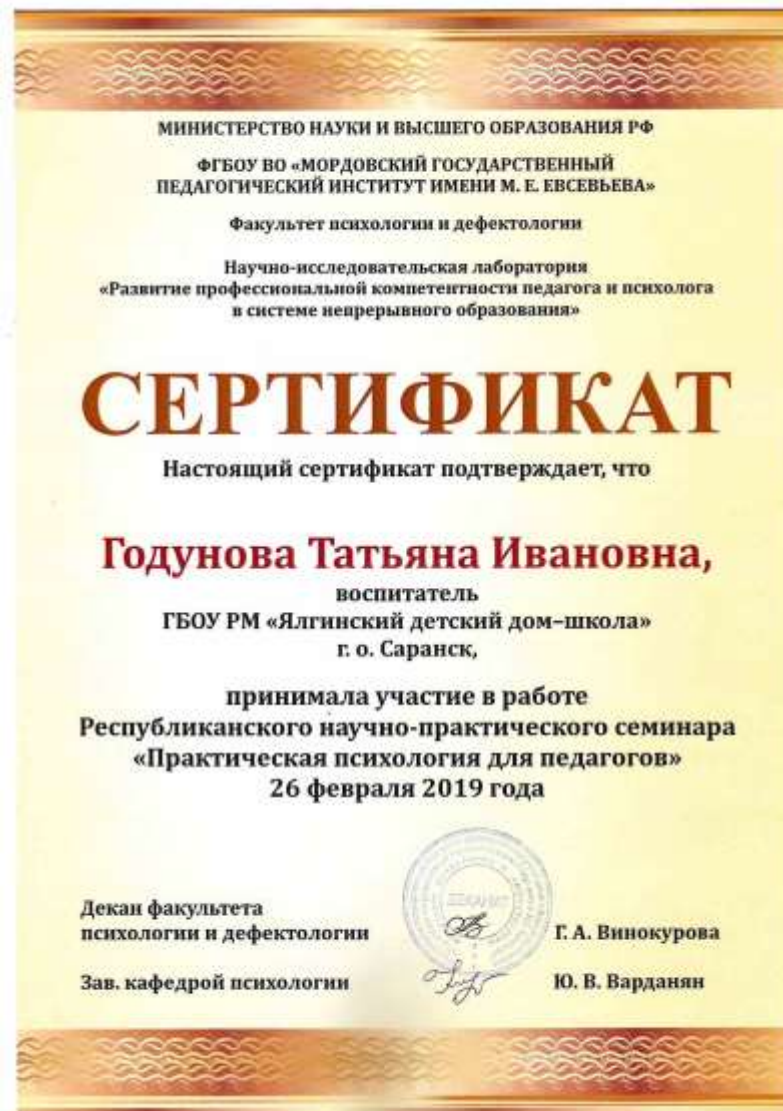 МИНИСТЕРСТВО НАУКИ И ВЫСШЕГО ОБРАЗОВАНИЯ РФ
ФГБОУ ВО «МОРДОВСКИЙ ГОСУДАРСТВЕННЫЙ
ПЕДАГОГИЧЕСКИЙ ИНСТИТУТ ИМЕНИ М. Е. ЕВСЕВЬЕВА»
Факультет психологии и дефектологии
Научно-исследовательская лаборатория
«Развитие профессиональной компетентности педагога и психолога
в системе непрерывного образования»
СЕРТИФИКАТ
Настоящий сертификат подтверждает, что
Годунова Татьяна Ивановна,
воспитатель
ГБОУ РМ «Ялгинский детский дом–школа»
г. о. Саранск,
принимала участие в работе
Республиканского научно-практического семинара
«Практическая психология для педагогов»
26 февраля 2019 года
ДЕКАНАТ
Декан факультета
психологии и дефектологии
Г. А. Винокурова
Зав. кафедрой психологии
Ю. В. Варданян